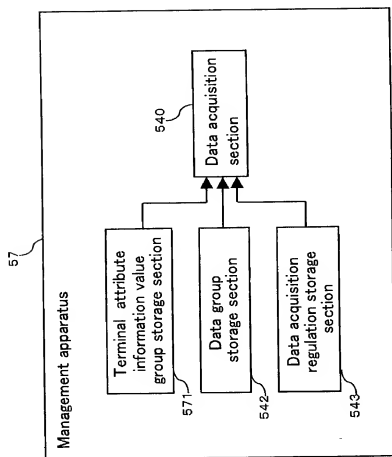 57
Management apparatus
Terminal attribute
information value
group storage section
571
Data group
storage section
542
Data acquisition
regulation storage
section
543
540
Data acquisition
section